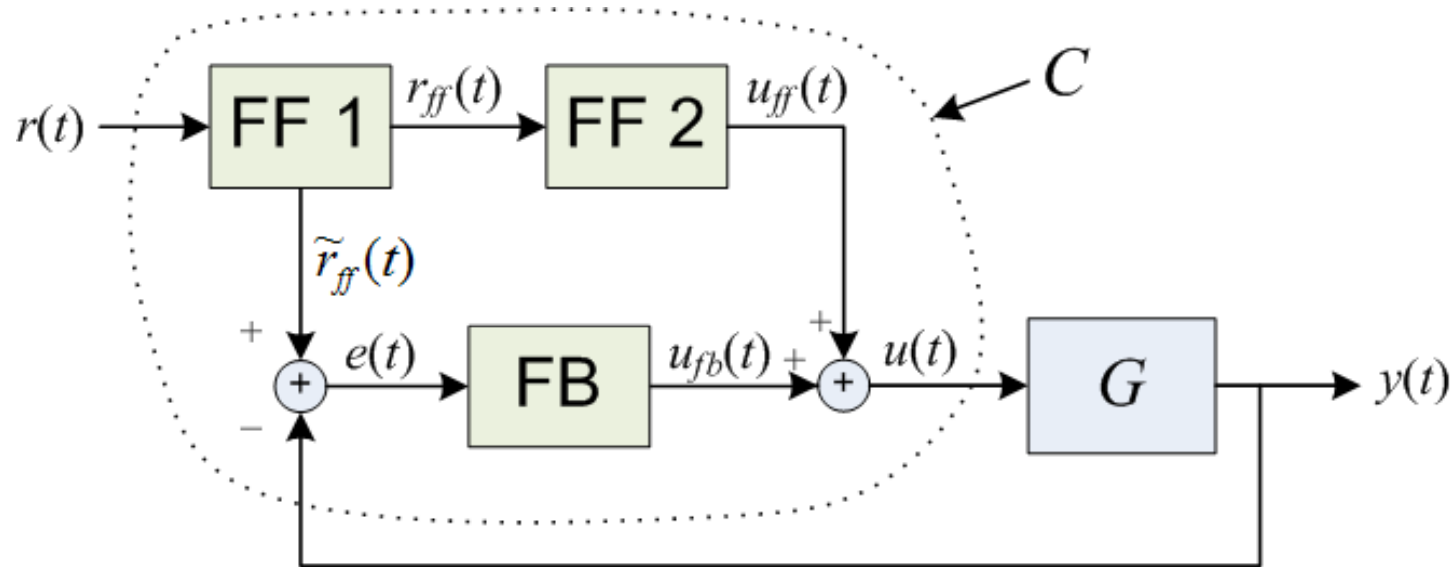 r(t)
FF 1
r_ff(t)
FF 2
u_ff(t)
C
r̃_ff(t)
+
−
+
e(t)
FB
u_fb(t)
+
+
+
u(t)
G
y(t)